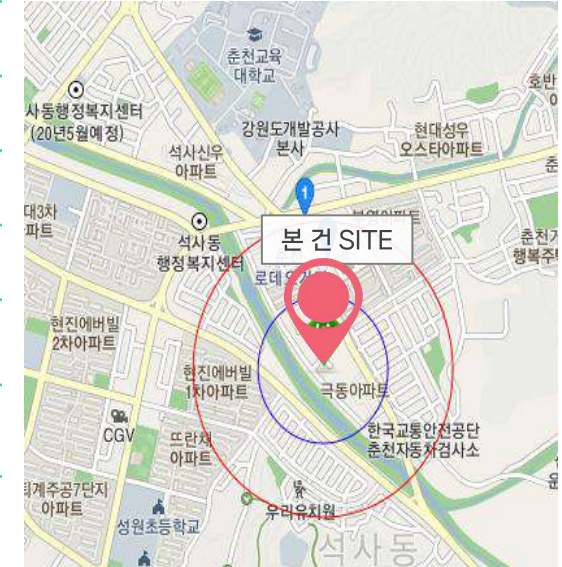 춘천교육
대학교
호반
사동행정복지센터
(20년5월예정)
강원도개발공사
본사
현대성우
오스타아파트
석사신우
아파트
1
대3차
파트
석사동
행정복지센터
본 건 SITE
춘천기
행복주
현진에버빌
2차아파트
현진에버빌
1차아파트
극동아파트
CGV
뜨란채
아파트
한국교통안전공단
춘천자동차검사소
퇴계주공7단지
아파트
성원초등학교
우리유치원
석사동